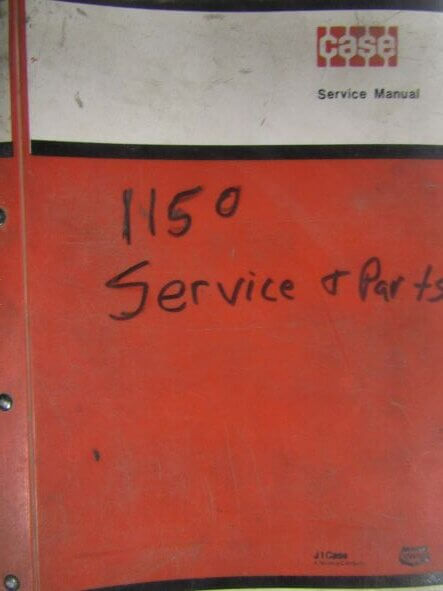 case
Service Manual
1150
Service & Parts
J I Case